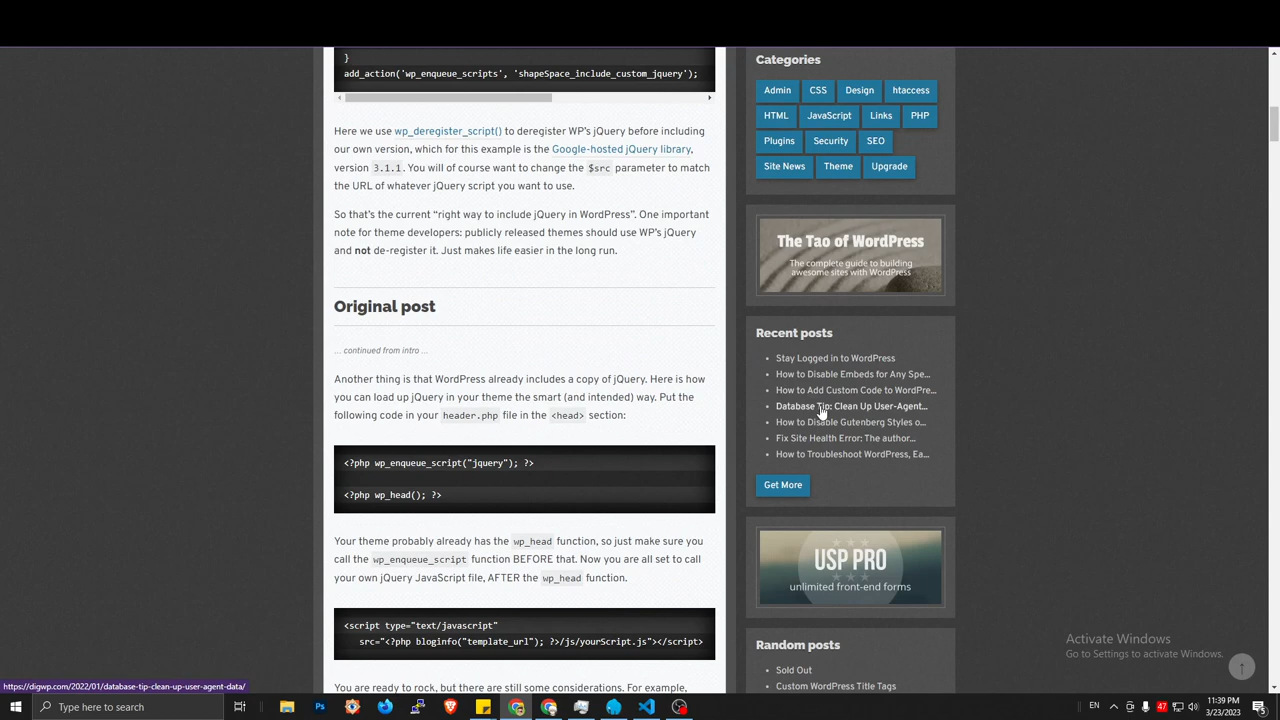 }
add_action('wp_enqueue_scripts', 'shapeSpace_include_custom_jquery');
Here we use wp_deregister_script() to deregister WP's jQuery before including
our own version, which for this example is the Google-hosted jQuery library,
version 3.1.1. You will of course want to change the $src parameter to match
the URL of whatever jQuery script you want to use.
So that's the current “right way to include jQuery in WordPress”. One important
note for theme developers: publicly released themes should use WP's jQuery
and not de-register it. Just makes life easier in the long run.
Original post
... continued from intro ...
Another thing is that WordPress already includes a copy of jQuery. Here is how
you can load up jQuery in your theme the smart (and intended) way. Put the
following code in your header.php file in the <head> section:
<?php wp_enqueue_script("jquery"); ?>
<?php wp_head(); ?>
Your theme probably already has the wp_head function, so just make sure you
call the wp_enqueue_script function BEFORE that. Now you are all set to call
your own jQuery JavaScript file, AFTER the wp_head function.
<script type="text/javascript"
src="<?php bloginfo("template_url"); ?>/js/yourScript.js"></script>
You are ready to rock, but there are still some considerations. For example,
Categories
Admin CSS Design htaccess
HTML JavaScript Links PHP
Plugins Security SEO
Site News Theme Upgrade
The Tao of WordPress
The complete guide to building
awesome sites with WordPress
Recent posts
Stay Logged in to WordPress
How to Disable Embeds for Any Spe...
How to Add Custom Code to WordPre...
Database Tip: Clean Up User-Agent...
How to Disable Gutenberg Styles o...
Fix Site Health Error: The author...
How to Troubleshoot WordPress, Ea...
Get More
USP PRO
unlimited front-end forms
Random posts
Sold Out
Custom WordPress Title Tags
Activate Windows
Go to Settings to activate Windows.
https://digwp.com/2022/01/database-tip-clean-up-user-agent-data/
Type here to search
47
EN
11:39 PM
3/23/2023
5